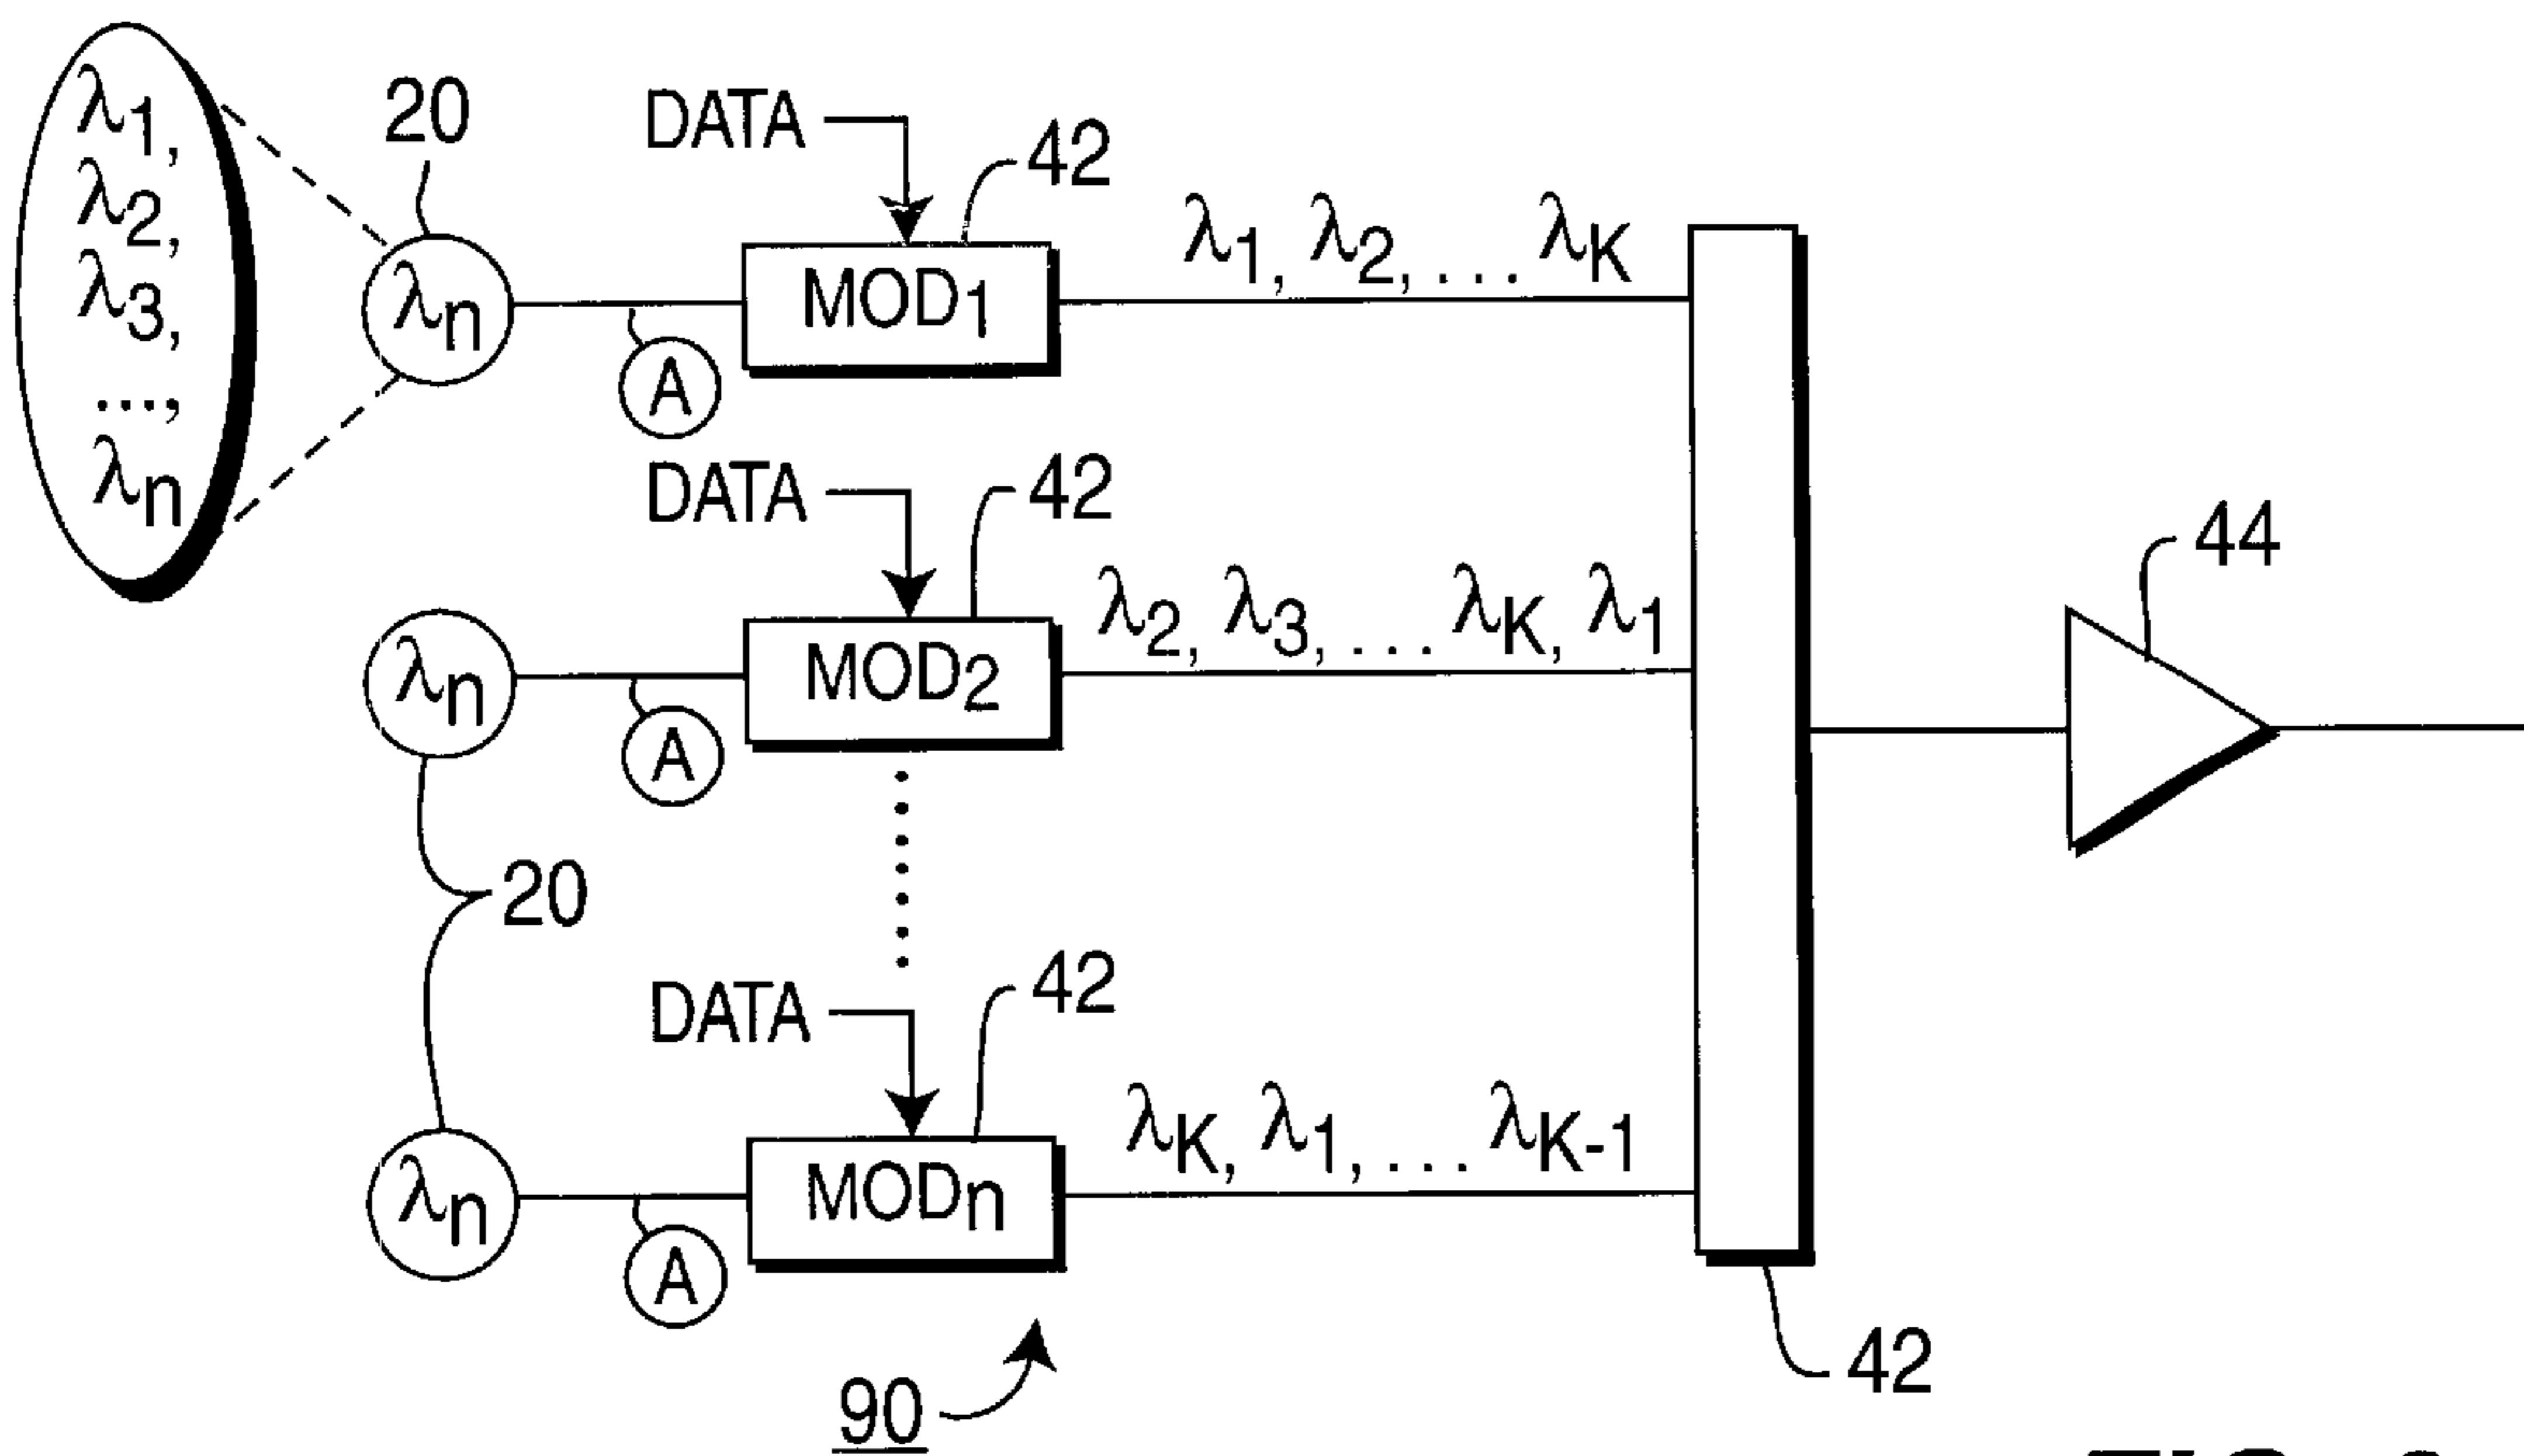 λ1,
λ2,
λ3,
...,
λn
20
λn
A
DATA
MOD1
42
λ1, λ2, ... λK
λn
A
DATA
MOD2
42
λ2, λ3, ... λK, λ1
44
20
λn
A
DATA
MODn
42
λK, λ1, ... λK-1
42
90